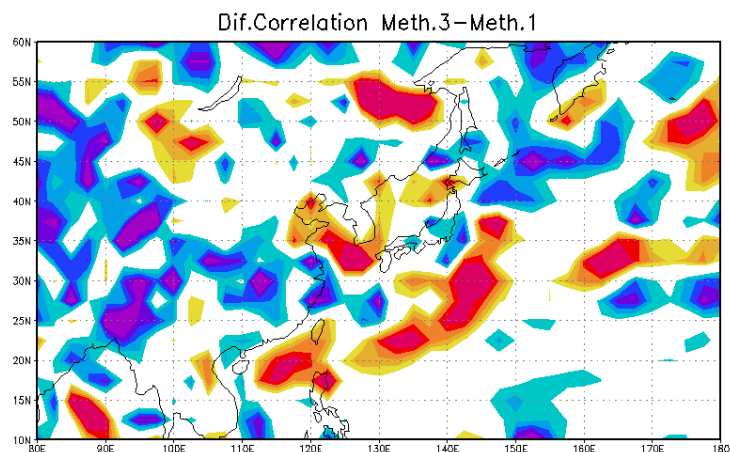 Dif.Correlation Meth.3-Meth.1
60N
55N
50N
45N
40N
35N
30N
25N
20N
15N
10N
80E 90E 100E 110E 120E 130E 140E 150E 160E 170E 180